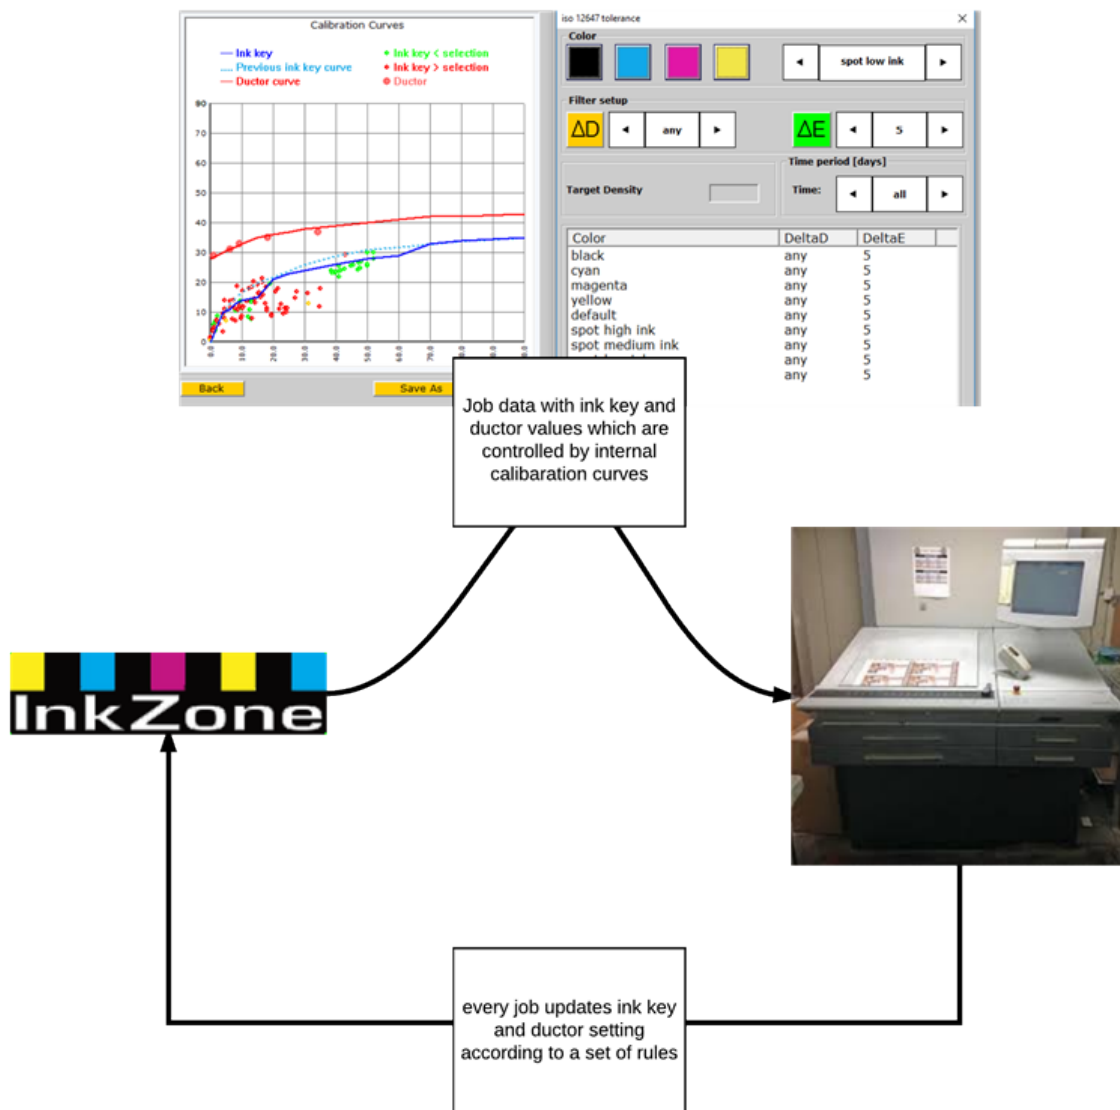 Calibration Curves
Ink key
Previous ink key curve
Ductor curve
Ink key < selection
Ink key > selection
Ductor
80
70
60
50
40
30
20
10
0
0.0
10.0
20.0
30.0
40.0
50.0
60.0
70.0
Back
Save As
iso 12647 tolerance
Color
spot low ink
Filter setup
ΔD
any
ΔE
5
Time period [days]
Target Density
Time:
all
Color DeltaD DeltaE
black any 5
cyan any 5
magenta any 5
yellow any 5
default any 5
spot high ink any 5
spot medium ink any 5
any 5
any 5
Job data with ink key and
ductor values which are
controlled by internal
calibaration curves
InkZone
every job updates ink key
and ductor setting
according to a set of rules